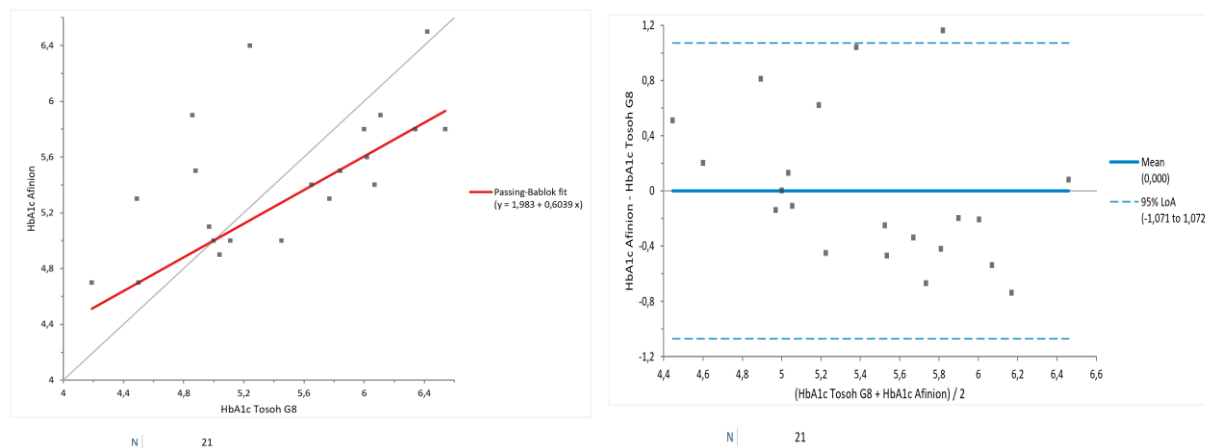 6,4
6
5,6
5,2
4,8
4,4
4
HbA1c Afinion
4 4,4 4,8 5,2 5,6 6 6,4
HbA1c Tosoh G8
Passing-Bablok fit
(y = 1,983 + 0,6039 x)
N 21
1,2
0,8
0,4
0
-0,4
-0,8
-1,2
HbA1c Afinion - HbA1c Tosoh G8
4,4 4,6 4,8 5 5,2 5,4 5,6 5,8 6 6,2 6,4 6,6
(HbA1c Tosoh G8 + HbA1c Afinion) / 2
Mean
(0,000)
95% LoA
(-1,071 to 1,072
N 21